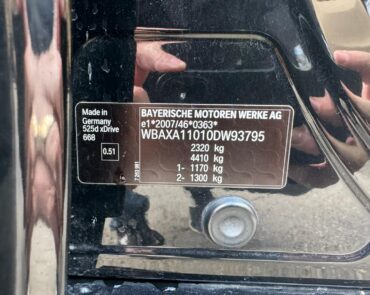 Made in
Germany
525d xDrive
668
0.51
BAYERISCHE MOTOREN WERKE AG
e1*2007/46*0363*
WBAXA11010DW93795
2320 kg
4410 kg
1- 1170 kg
2- 1300 kg